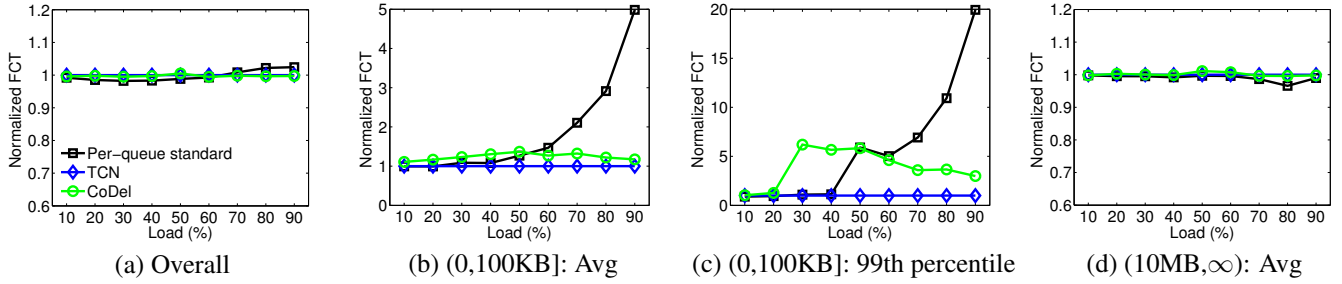 Normalized FCT
1.2
1.1
1
0.9
0.8
0.7
0.6
Per-queue standard
TCN
CoDel
10 20 30 40 50 60 70 80 90
Load (%)
(a) Overall
Normalized FCT
5
4
3
2
1
0
10 20 30 40 50 60 70 80 90
Load (%)
(b) (0,100KB]: Avg
Normalized FCT
20
15
10
5
0
10 20 30 40 50 60 70 80 90
Load (%)
(c) (0,100KB]: 99th percentile
Normalized FCT
1.2
1.1
1
0.9
0.8
0.7
0.6
10 20 30 40 50 60 70 80 90
Load (%)
(d) (10MB,∞): Avg